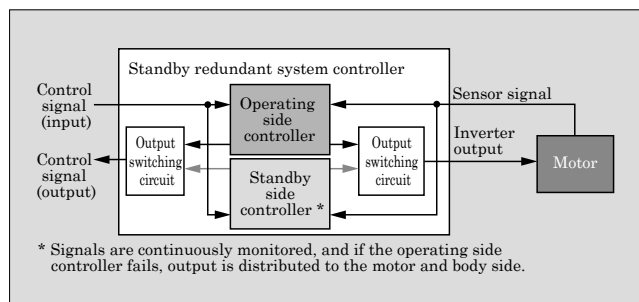 Standby redundant system controller
Control
signal
(input)
Operating
side
controller
Sensor signal
Output
switching
circuit
Output
switching
circuit
Inverter
output
Motor
Control
signal
(output)
Standby
side
controller *
* Signals are continuously monitored, and if the operating side
controller fails, output is distributed to the motor and body side.